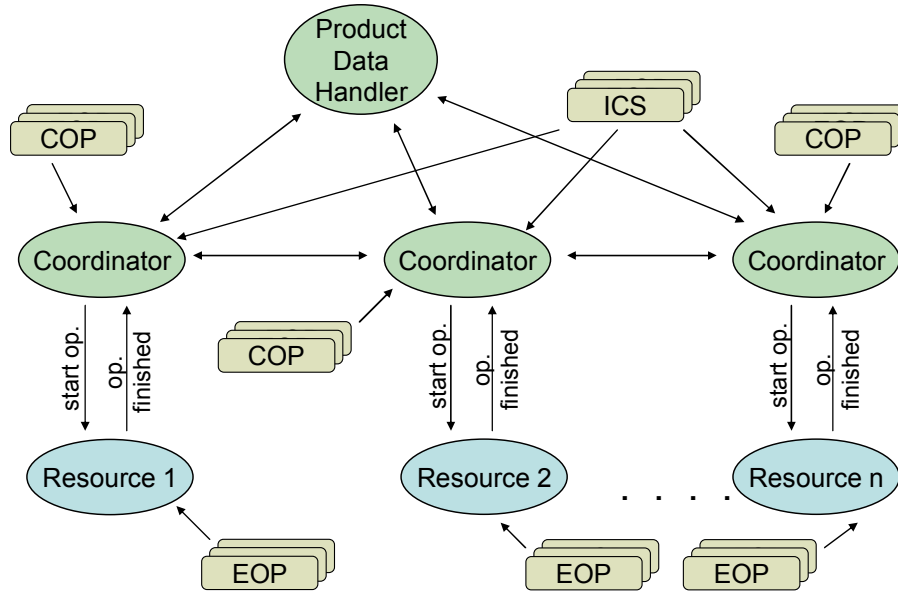 Product
Data
Handler
ICS
COP
COP
Coordinator
Coordinator
Coordinator
COP
start op.
op.
finished
start op.
op.
finished
start op.
op.
finished
Resource 1
Resource 2
. . . .
Resource n
EOP
EOP
EOP